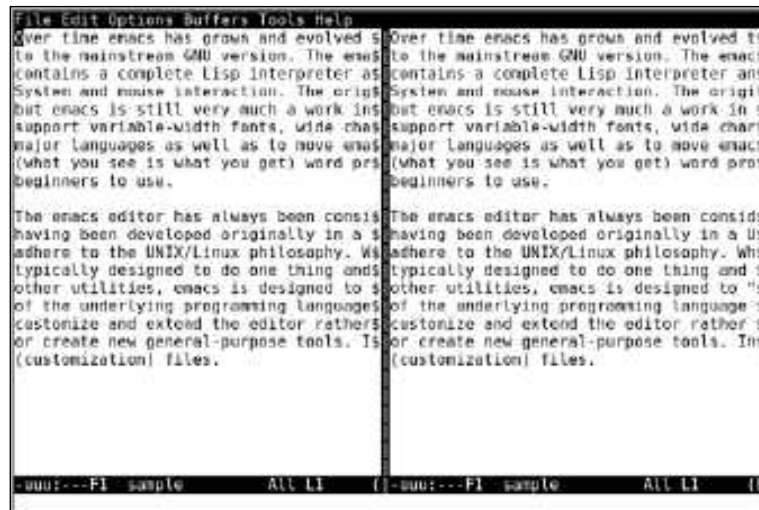 File Edit Options Buffers Tools Help
Over time emacs has grown and evolved $
to the mainstream GNU version. The ema$
contains a complete Lisp interpreter a$
System and mouse interaction. The orig$
but emacs is still very much a work in$
support variable-width fonts, wide cha$
major languages as well as to move ema$
(what you see is what you get) word pr$
beginners to use.
The emacs editor has always been consi$
having been developed originally in a $
adhere to the UNIX/Linux philosophy. W$
typically designed to do one thing and$
other utilities, emacs is designed to $
of the underlying programming language$
customize and extend the editor rather$
or create new general-purpose tools. I$
(customization) files.
-uuu:---F1 sample All L1 (
Over time emacs has grown and evolved t$
to the mainstream GNU version. The emac$
contains a complete Lisp interpreter an$
System and mouse interaction. The origi$
but emacs is still very much a work in $
support variable-width fonts, wide char$
major languages as well as to move emac$
(what you see is what you get) word pro$
beginners to use.
The emacs editor has always been consid$
having been developed originally in a U$
adhere to the UNIX/Linux philosophy. Wh$
typically designed to do one thing and $
other utilities, emacs is designed to "$
of the underlying programming language $
customize and extend the editor rather $
or create new general-purpose tools. In$
(customization) files.
-uuu:---F1 sample All L1 (